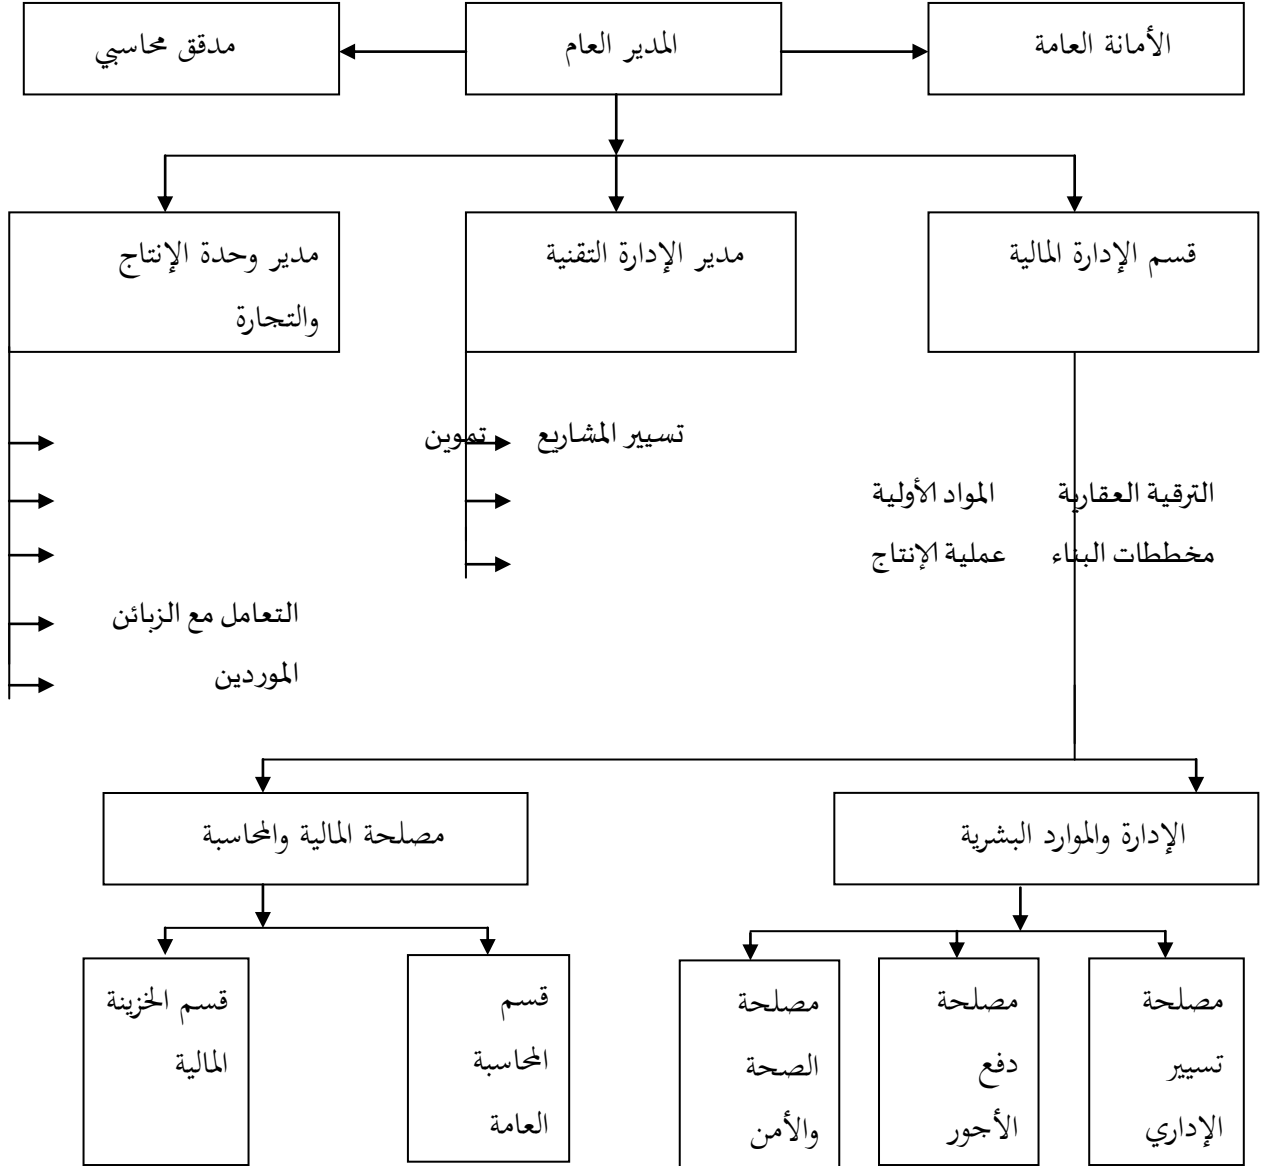 الأمانة العامة
المدير العام
مدقق محاسبي
قسم الإدارة المالية
مدير الإدارة التقنية
مدير وحدة الإنتاج
والتجارة
تسيير المشاريع تموين
الترقية العقارية المواد الأولية
مخططات البناء عملية الإنتاج
التعامل مع الزبائن
الموردين
الإدارة والموارد البشرية
مصلحة المالية والمحاسبة
مصلحة
تسيير
الإداري
مصلحة
دفع
الأجور
مصلحة
الصحة
والأمن
قسم
المحاسبة
العامة
قسم الخزينة
المالية